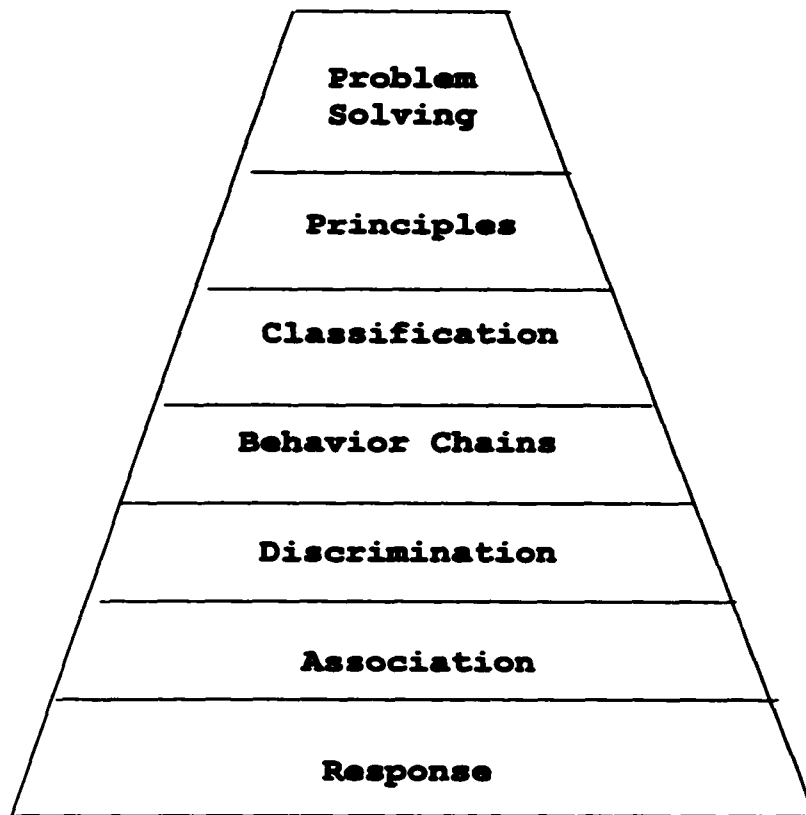 Problem
Solving
Principles
Classification
Behavior Chains
Discrimination
Association
Response